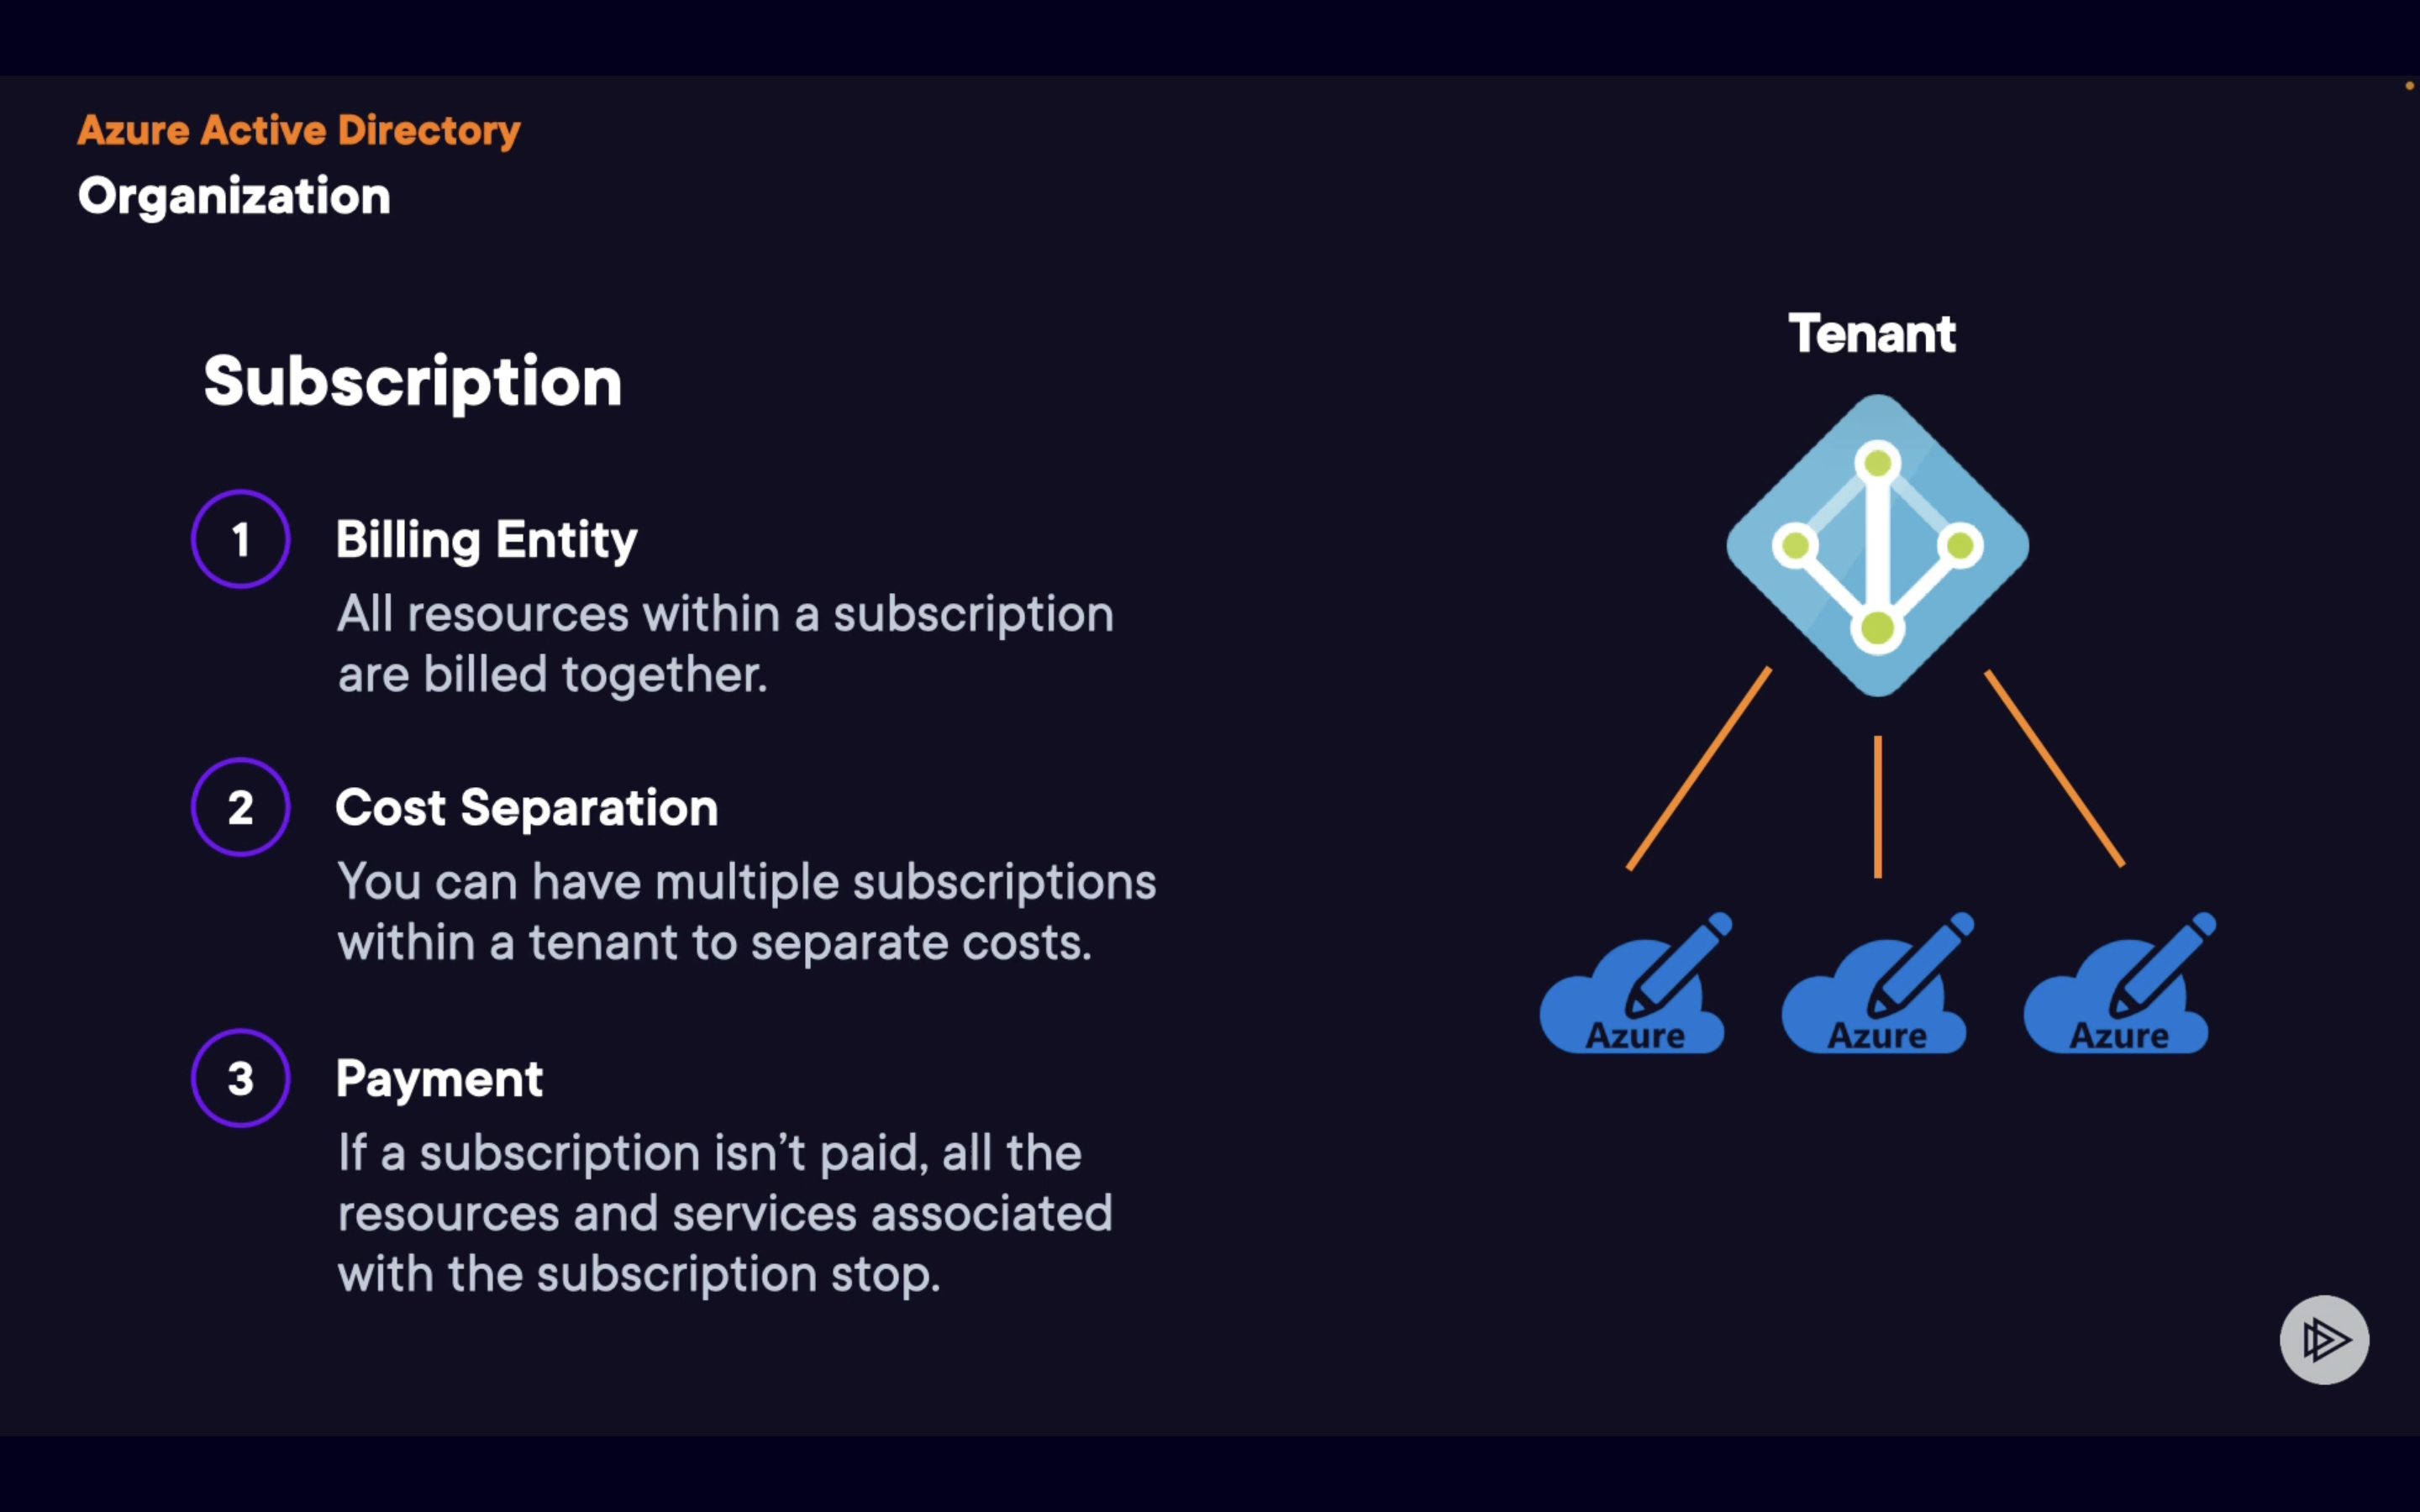 Azure Active Directory
Organization
Subscription
1
Billing Entity
All resources within a subscription
are billed together.
2
Cost Separation
You can have multiple subscriptions
within a tenant to separate costs.
3
Payment
If a subscription isn’t paid, all the
resources and services associated
with the subscription stop.
Tenant
Azure
Azure
Azure